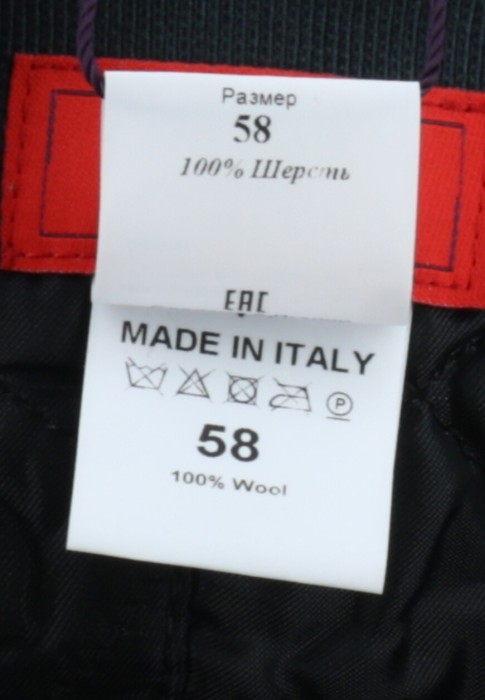 Размер
58
100% Шерсть
EAC
MADE IN ITALY
P
58
100% Wool